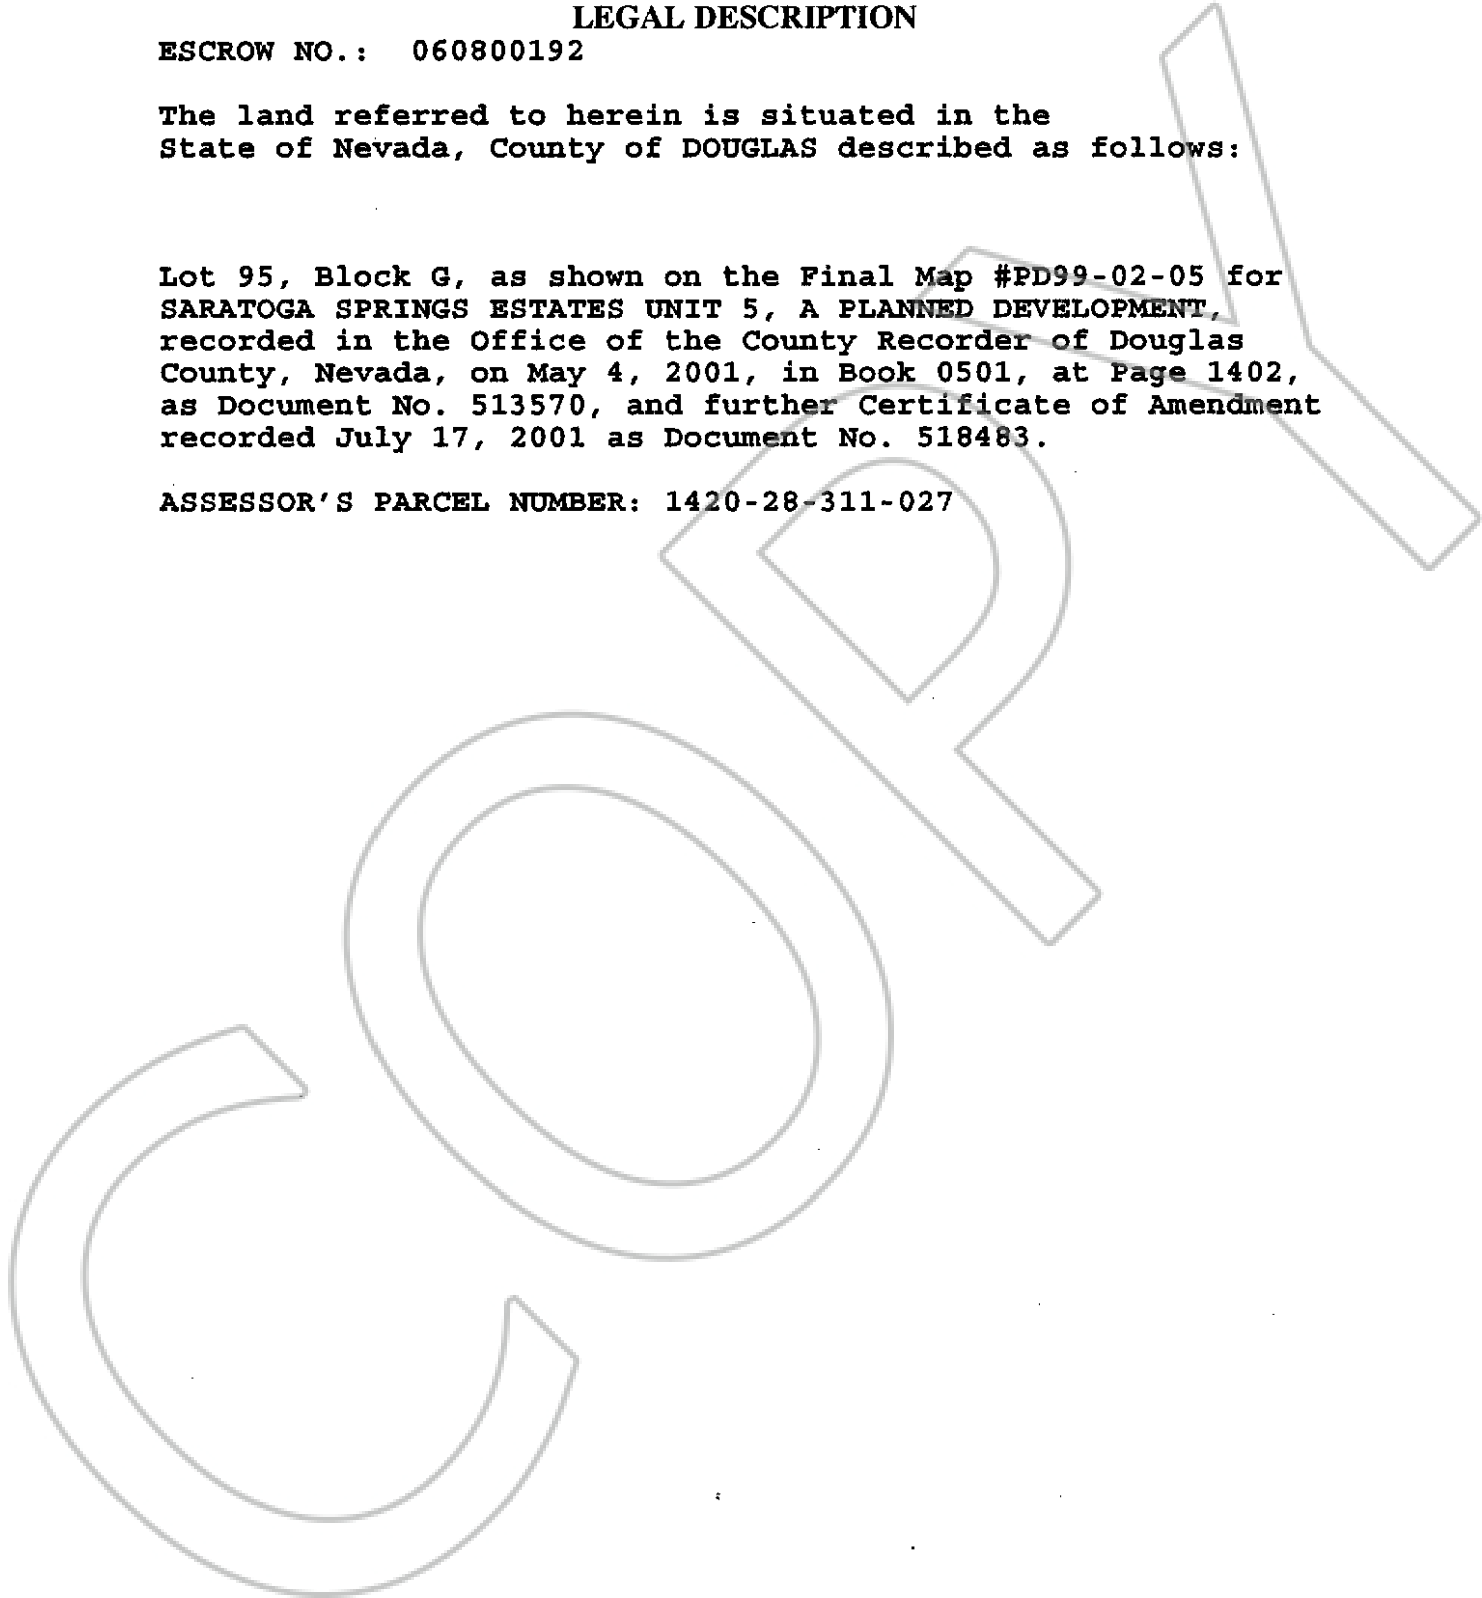 LEGAL DESCRIPTION
ESCROW NO.: 060800192
The land referred to herein is situated in the
State of Nevada, County of DOUGLAS described as follows:
Lot 95, Block G, as shown on the Final Map #PD99-02-05 for
SARATOGA SPRINGS ESTATES UNIT 5, A PLANNED DEVELOPMENT,
recorded in the Office of the County Recorder of Douglas
County, Nevada, on May 4, 2001, in Book 0501, at Page 1402,
as Document No. 513570, and further Certificate of Amendment
recorded July 17, 2001 as Document No. 518483.
ASSESSOR'S PARCEL NUMBER: 1420-28-311-027
COPY